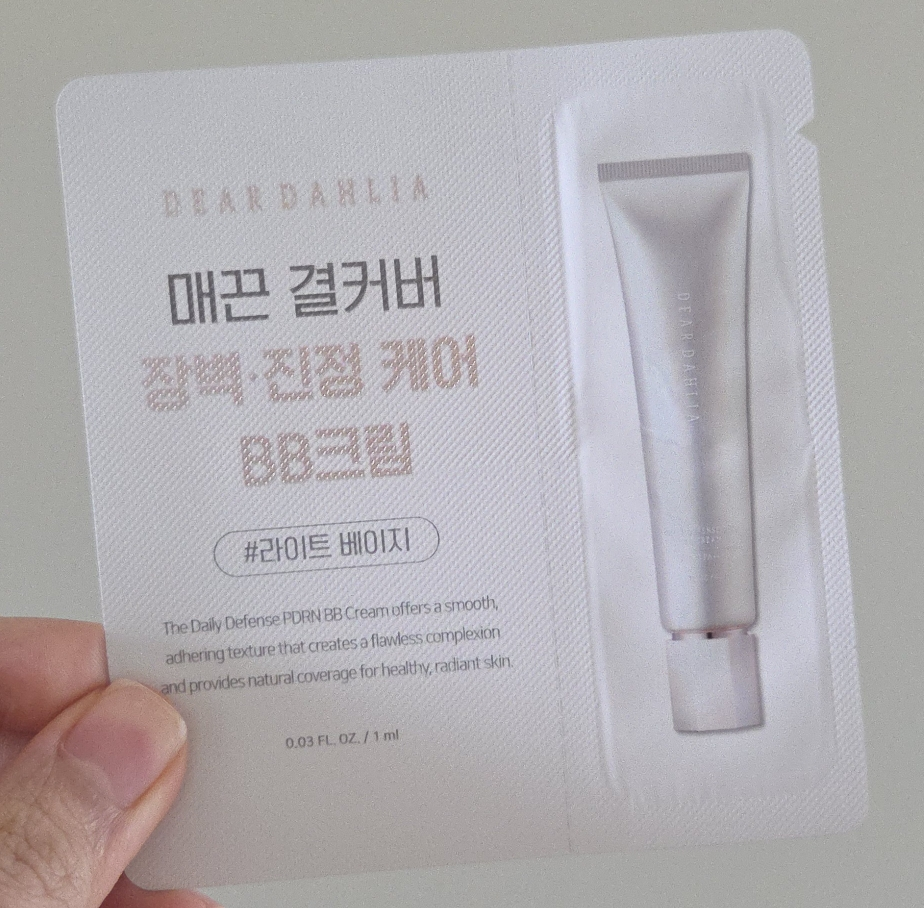 DEAR DAHLIA
매끈 결커버
장벽·진정 케어
BB크림
#라이트 베이지
The Daily Defense PDRN BB Cream offers a smooth,
adhering texture that creates a flawless complexion
and provides natural coverage for healthy, radiant skin.
0.03 FL. OZ. / 1 ml
DEAR DAHLIA